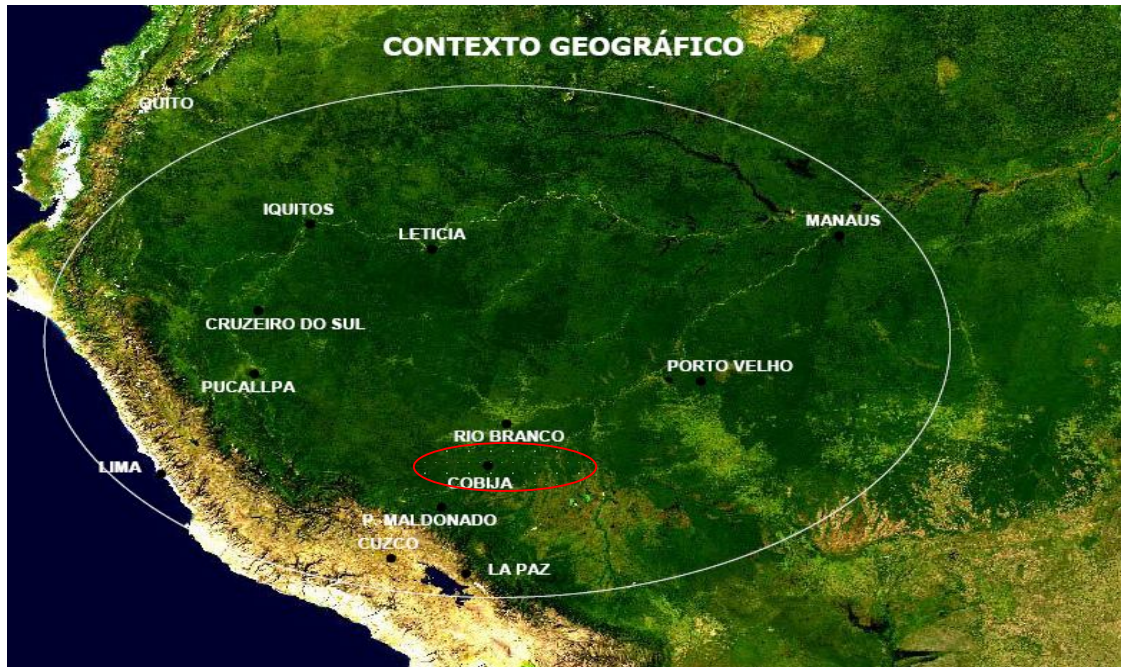 CONTEXTO GEOGRÁFICO
QUITO
IQUITOS
LETICIA
MANAUS
CRUZEIRO DO SUL
PORTO VELHO
PUCALLPA
RIO BRANCO
LIMA
COBIJA
P. MALDONADO
CUZCO
LA PAZ